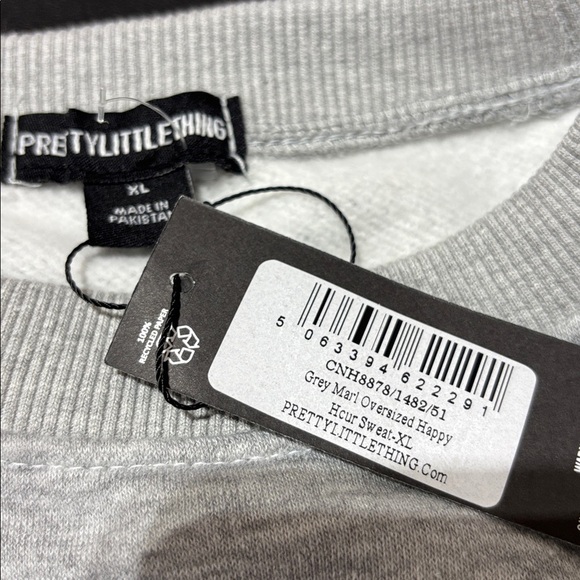 PRETTYLITTLETHING
XL
MADE IN
PAKISTAN
100%
RECYCLED PAPER
5 063394 622291
CNH8878/1482/51
Grey Marl Oversized Happy
Hour Sweat-XL
PRETTYLITTLETHING.Com